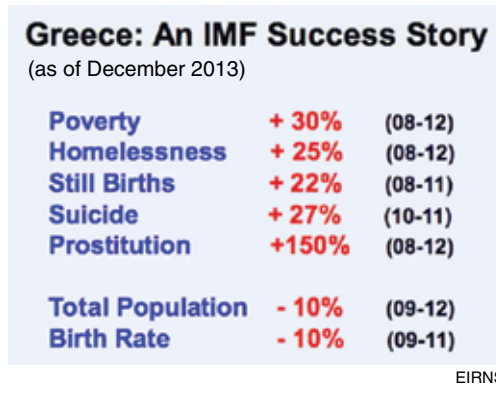 Greece: An IMF Success Story
(as of December 2013)
Poverty + 30% (08-12)
Homelessness + 25% (08-12)
Still Births + 22% (08-11)
Suicide + 27% (10-11)
Prostitution +150% (08-12)
Total Population - 10% (09-12)
Birth Rate - 10% (09-11)
EIRNS